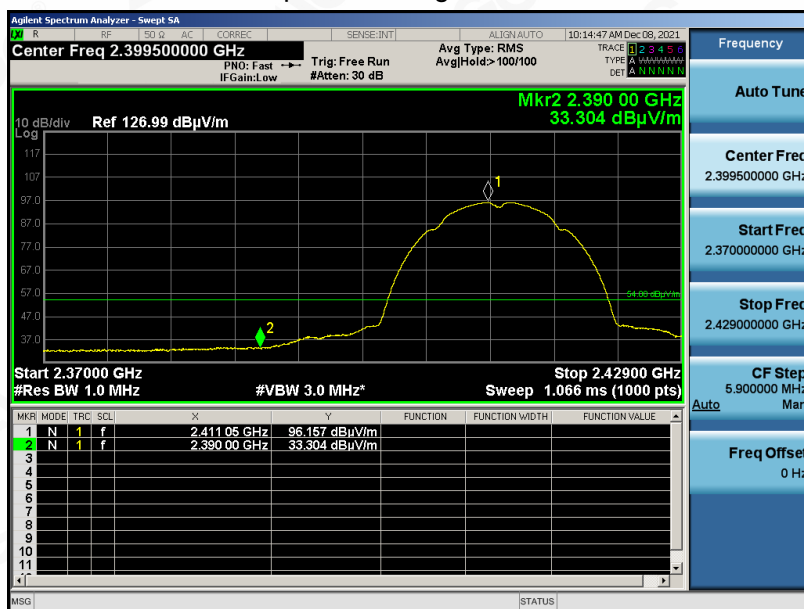 Agilent Spectrum Analyzer - Swept SA
LXI R RF 50 Ω AC CORREC SENSE:INT ALIGN AUTO 10:14:47 AM Dec 08, 2021
Center Freq 2.399500000 GHz
PNO: Fast
IFGain:Low
Trig: Free Run
#Atten: 30 dB
Avg Type: RMS
Avg|Hold>100/100
TRACE 1 2 3 4 5 6
TYPE A
DET A N N N N N
Mkr2 2.390 00 GHz
33.304 dBµV/m
10 dB/div Ref 126.99 dBµV/m
Log
117
107
97.0
87.0
77.0
67.0
57.0
47.0
37.0
1
2
54.00 dBµV/m
Start 2.37000 GHz Stop 2.42900 GHz
#Res BW 1.0 MHz #VBW 3.0 MHz* Sweep 1.066 ms (1000 pts)
MKR MODE TRC SCL X Y FUNCTION FUNCTION WIDTH FUNCTION VALUE
1 N 1 f 2.411 05 GHz 96.157 dBµV/m
2 N 1 f 2.390 00 GHz 33.304 dBµV/m
3
4
5
6
7
8
9
10
11
MSG STATUS
Frequency
Auto Tune
Center Freq
2.399500000 GHz
Start Freq
2.370000000 GHz
Stop Freq
2.429000000 GHz
CF Step
5.900000 MHz
Auto Man
Freq Offset
0 Hz